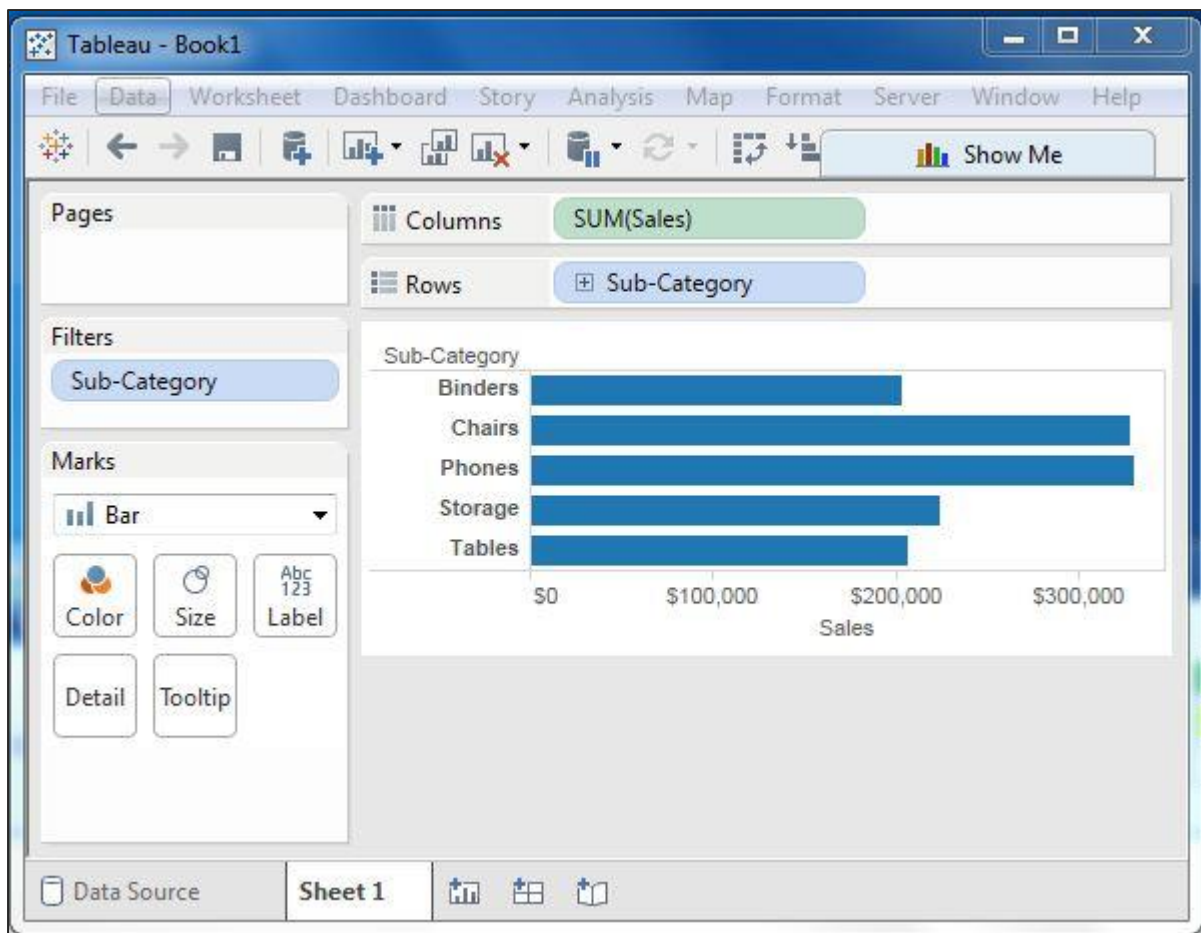 Tableau - Book1
File Data Worksheet Dashboard Story Analysis Map Format Server Window Help
Show Me
Pages
Columns SUM(Sales)
Rows Sub-Category
Filters
Sub-Category
Marks
Bar
Color Size Abc 123 Label
Detail Tooltip
Sub-Category
Binders
Chairs
Phones
Storage
Tables
$0 $100,000 $200,000 $300,000
Sales
Data Source Sheet 1